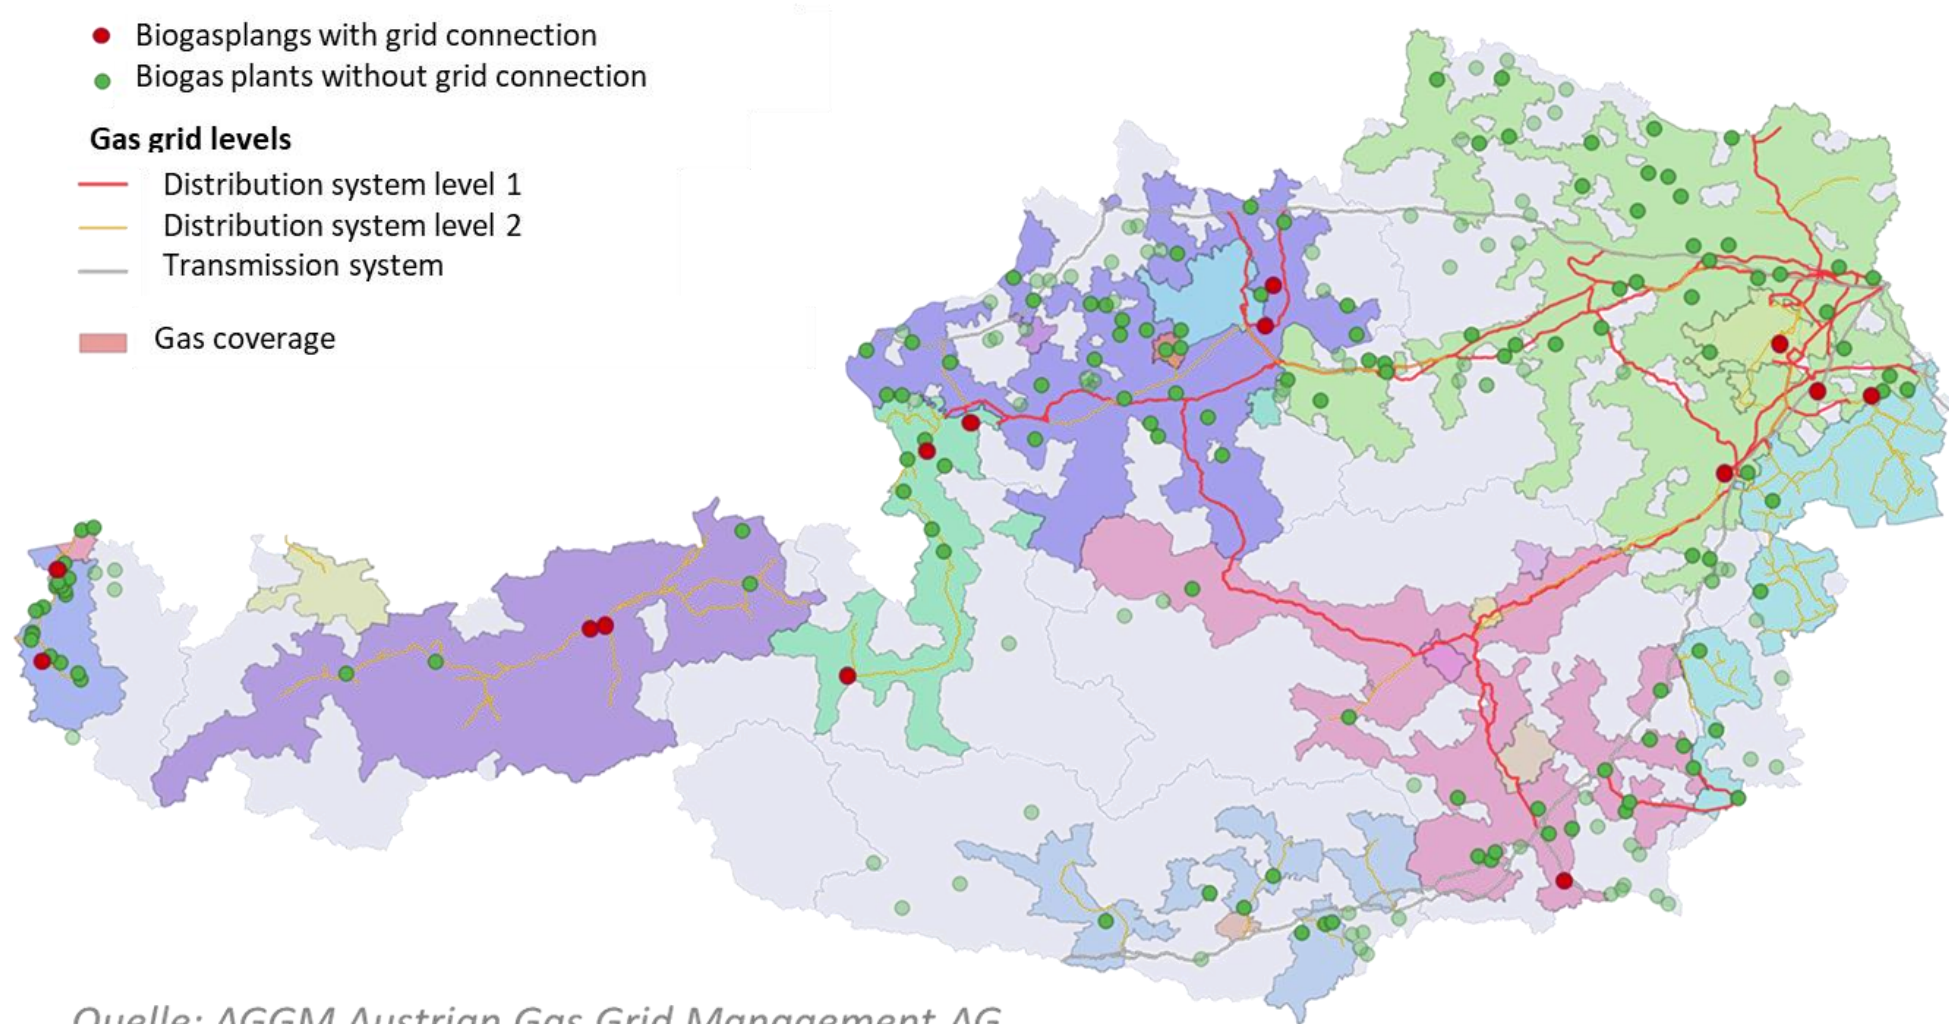 Biogasplangs with grid connection
Biogas plants without grid connection
Gas grid levels
Distribution system level 1
Distribution system level 2
Transmission system
Gas coverage
Quelle: AGGM Austrian Gas Grid Management AG